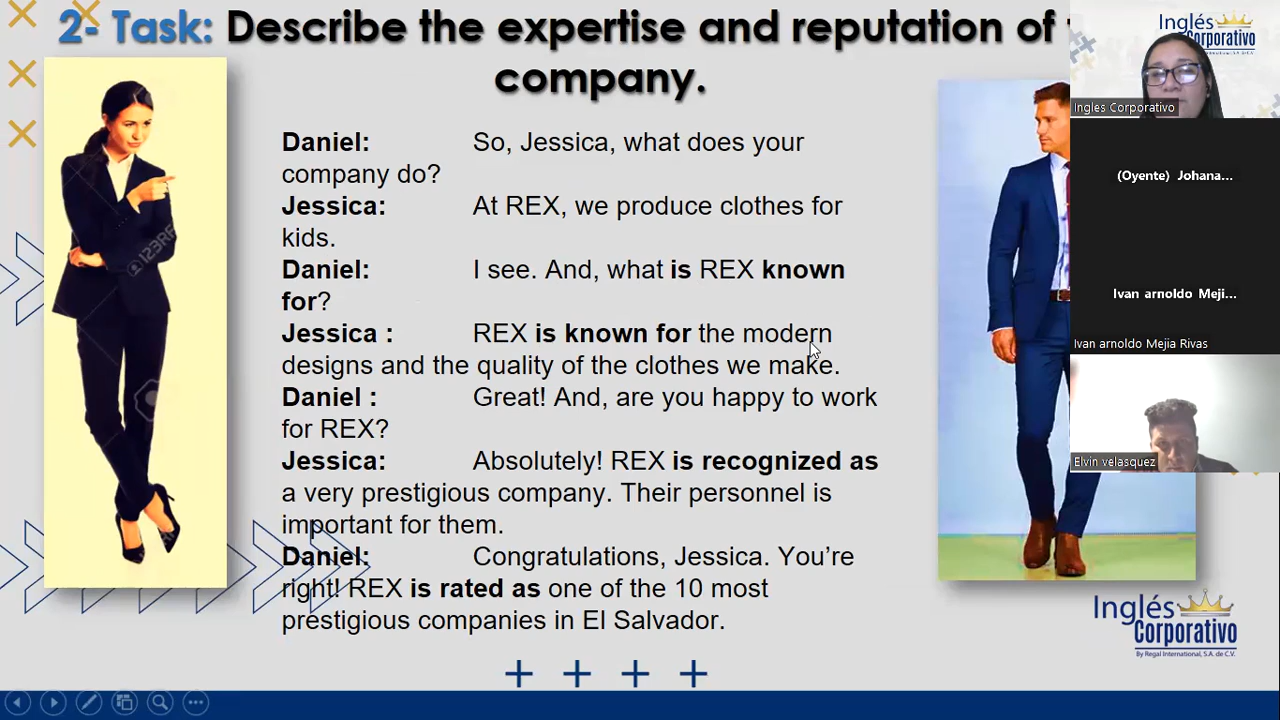 2- Task: Describe the expertise and reputation of
company.
Daniel: So, Jessica, what does your
company do?
Jessica: At REX, we produce clothes for
kids.
Daniel: I see. And, what is REX known
for?
Jessica : REX is known for the modern
designs and the quality of the clothes we make.
Daniel : Great! And, are you happy to work
for REX?
Jessica: Absolutely! REX is recognized as
a very prestigious company. Their personnel is
important for them.
Daniel: Congratulations, Jessica. You’re
right! REX is rated as one of the 10 most
prestigious companies in El Salvador.
123RF
Inglés
Corporativo
Ingles Corporativo
(Oyente) Johana...
Ivan arnoldo Meji...
Ivan arnoldo Mejia Rivas
Elvin velasquez
Inglés
Corporativo
By Regal International, S.A. de C.V.